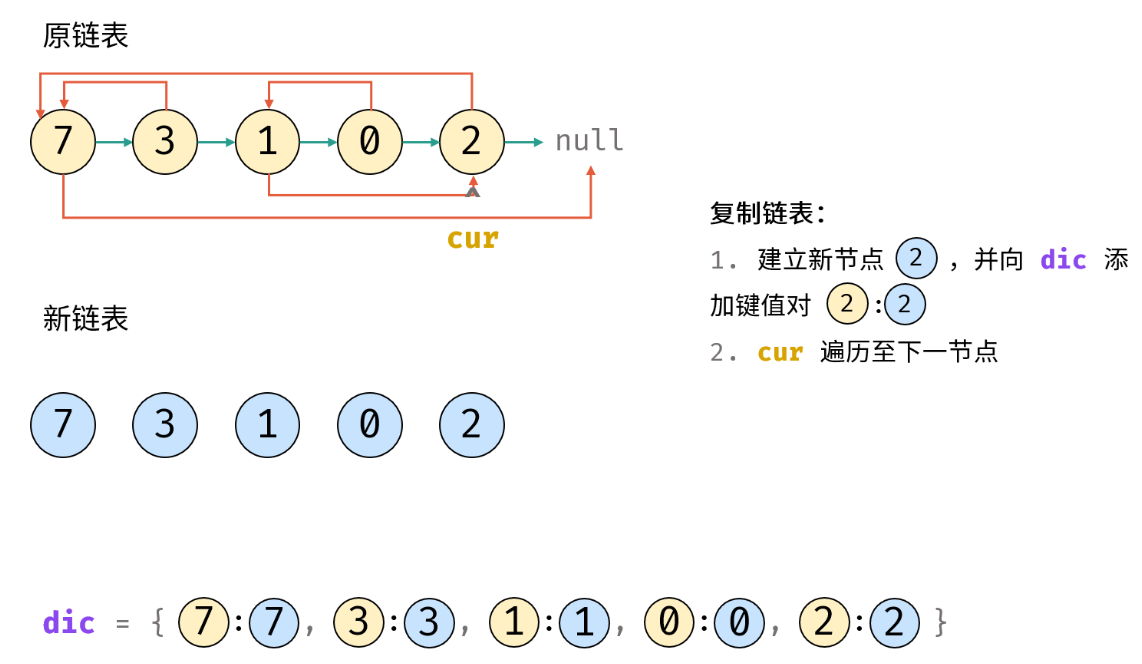 原链表
7 3 1 0 2 null
cur
复制链表：
1. 建立新节点 2 ，并向 dic 添
加键值对 2 : 2
2. cur 遍历至下一节点
新链表
7 3 1 0 2
dic = { 7 : 7 , 3 : 3 , 1 : 1 , 0 : 0 , 2 : 2 }